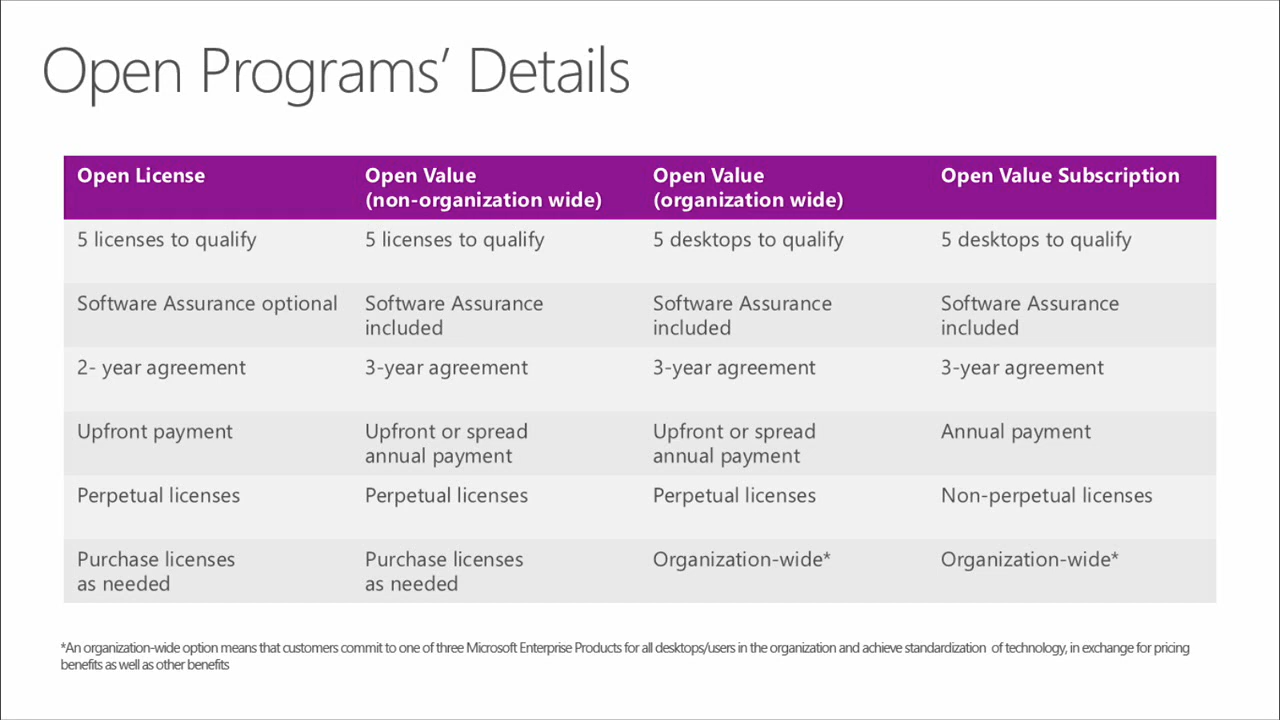 Open Programs’ Details
Open License
Open Value
(non-organization wide)
Open Value
(organization wide)
Open Value Subscription
5 licenses to qualify
5 licenses to qualify
5 desktops to qualify
5 desktops to qualify
Software Assurance optional
Software Assurance
included
Software Assurance
included
Software Assurance
included
2- year agreement
3-year agreement
3-year agreement
3-year agreement
Upfront payment
Upfront or spread
annual payment
Upfront or spread
annual payment
Annual payment
Perpetual licenses
Perpetual licenses
Perpetual licenses
Non-perpetual licenses
Purchase licenses
as needed
Purchase licenses
as needed
Organization-wide*
Organization-wide*
*An organization-wide option means that customers commit to one of three Microsoft Enterprise Products for all desktops/users in the organization and achieve standardization of technology, in exchange for pricing
benefits as well as other benefits